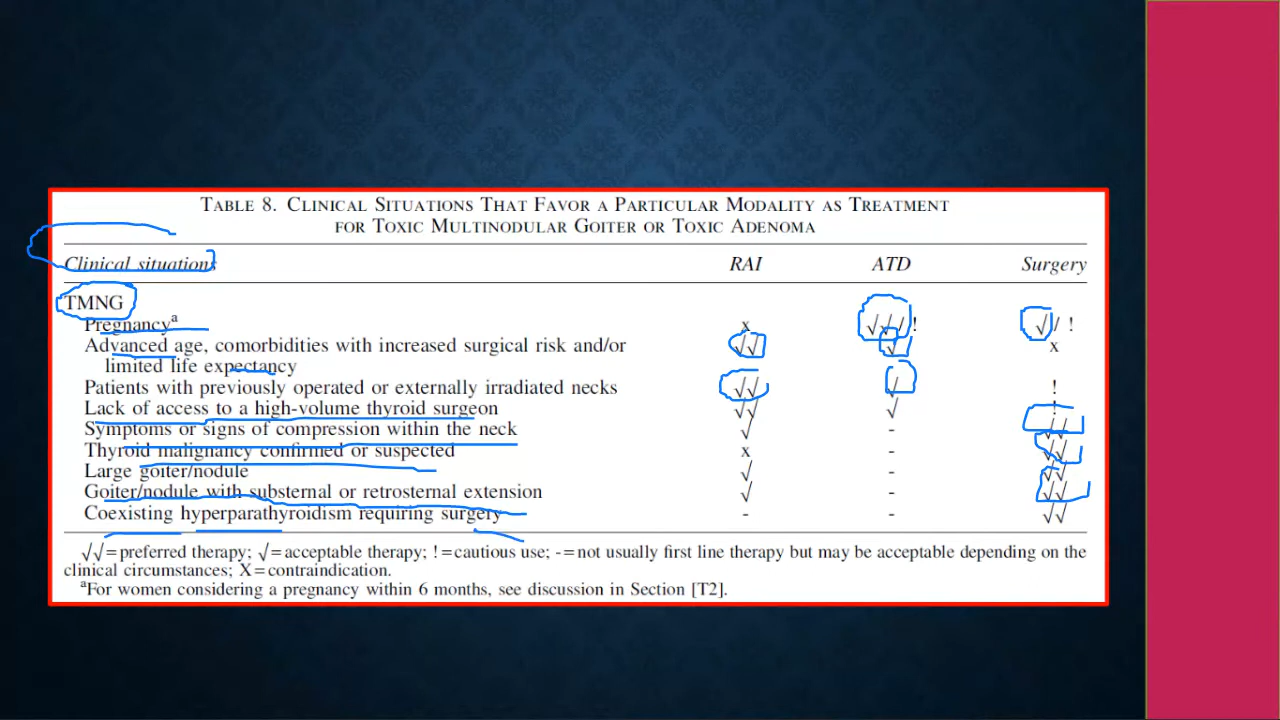 TABLE 8. CLINICAL SITUATIONS THAT FAVOR A PARTICULAR MODALITY AS TREATMENT
FOR TOXIC MULTINODULAR GOITER OR TOXIC ADENOMA
Clinical situations RAI ATD Surgery
TMNG
Pregnancyᵃ x √√/! √/!
Advanced age, comorbidities with increased surgical risk and/or √√ √ x
limited life expectancy
Patients with previously operated or externally irradiated necks √√ √ !
Lack of access to a high-volume thyroid surgeon √√ √ !
Symptoms or signs of compression within the neck √ - √√
Thyroid malignancy confirmed or suspected x - √√
Large goiter/nodule √ - √√
Goiter/nodule with substernal or retrosternal extension √ - √√
Coexisting hyperparathyroidism requiring surgery - - √√
√√=preferred therapy; √=acceptable therapy; !=cautious use; -=not usually first line therapy but may be acceptable depending on the
clinical circumstances; X=contraindication.
ᵃFor women considering a pregnancy within 6 months, see discussion in Section [T2].